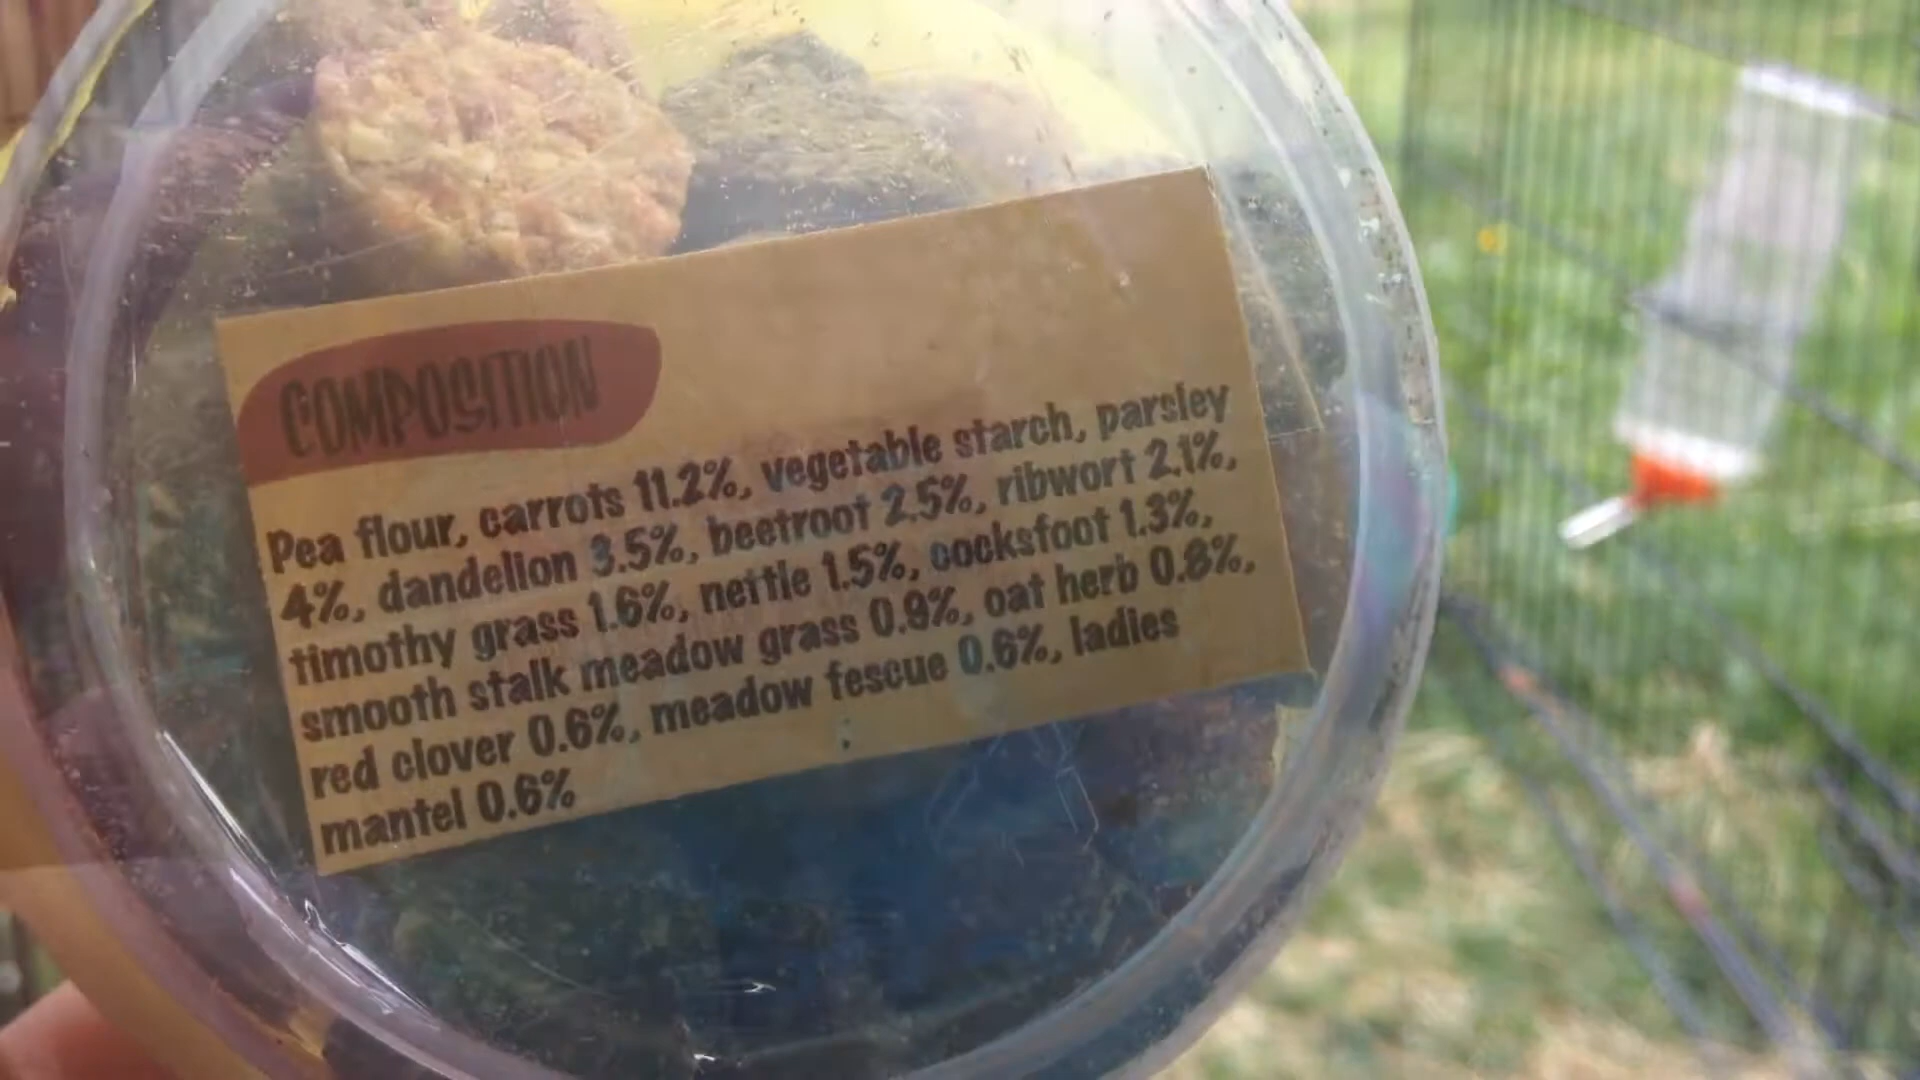 COMPOSITION
Pea flour, carrots 11.2%, vegetable starch, parsley
4%, dandelion 3.5%, beetroot 2.5%, ribwort 2.1%,
timothy grass 1.6%, nettle 1.5%, cocksfoot 1.3%,
smooth stalk meadow grass 0.9%, oat herb 0.8%,
red clover 0.6%, meadow fescue 0.6%, ladies
mantel 0.6%